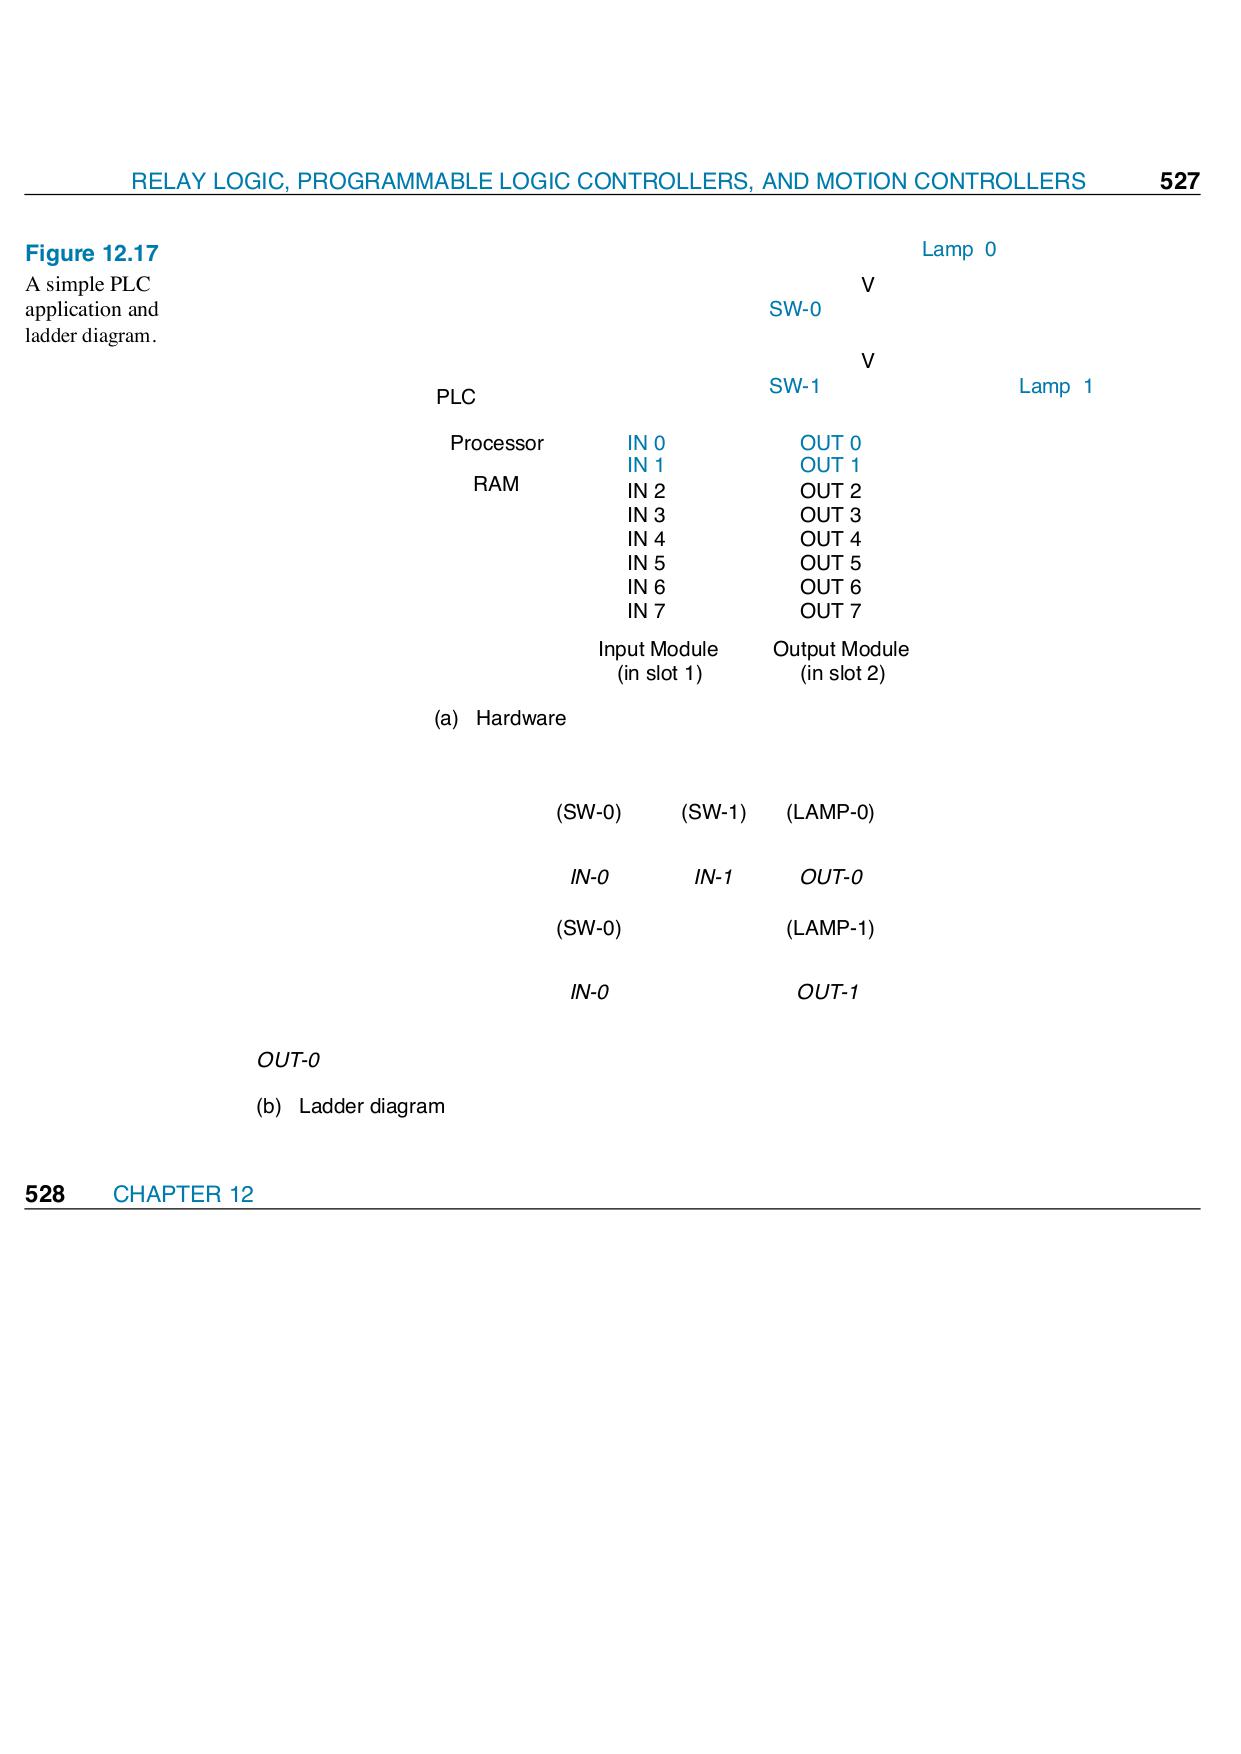 RELAY LOGIC, PROGRAMMABLE LOGIC CONTROLLERS, AND MOTION CONTROLLERS 527
Figure 12.17
A simple PLC
application and
ladder diagram.
Lamp 0
V
SW-0
V
SW-1 Lamp 1
PLC
Processor IN 0 OUT 0
IN 1 OUT 1
RAM IN 2 OUT 2
IN 3 OUT 3
IN 4 OUT 4
IN 5 OUT 5
IN 6 OUT 6
IN 7 OUT 7
Input Module Output Module
(in slot 1) (in slot 2)
(a) Hardware
(SW-0) (SW-1) (LAMP-0)
IN-0 IN-1 OUT-0
(SW-0) (LAMP-1)
IN-0 OUT-1
OUT-0
(b) Ladder diagram
528 CHAPTER 12